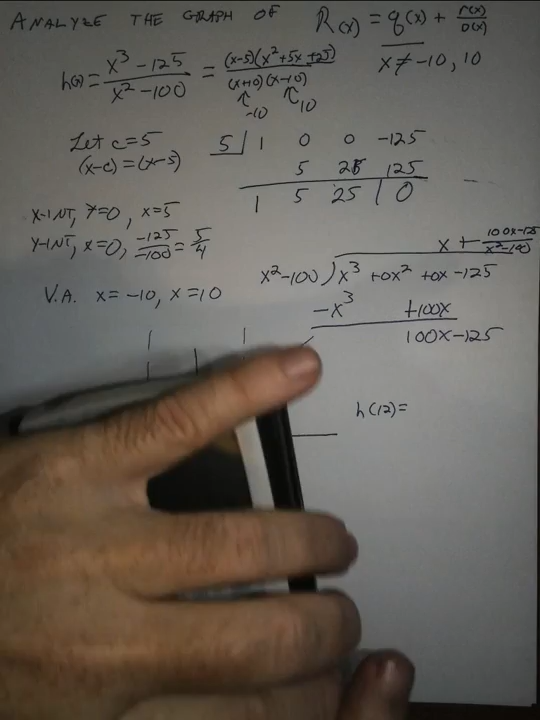 ANALYZE THE GRAPH OF R(x) = q(x) + r(x)/D(x)
h(x) = x³ - 125 / x² - 100 = (x-5)(x² + 5x + 25) / (x+10)(x-10)
x ≠ -10, 10
-10 10
Let c = 5
(x-c) = (x-5)
5 | 1 0 0 -125
5 25 125
1 5 25 | 0
X-INT, y=0, x=5
Y-INT, x=0, -125/-100 = 5/4
V.A. x = -10, x = 10
x + 100x-125/x²-100
x²-100 ) x³ +0x² +0x -125
-x³ +100x
100x-125
h(12) =